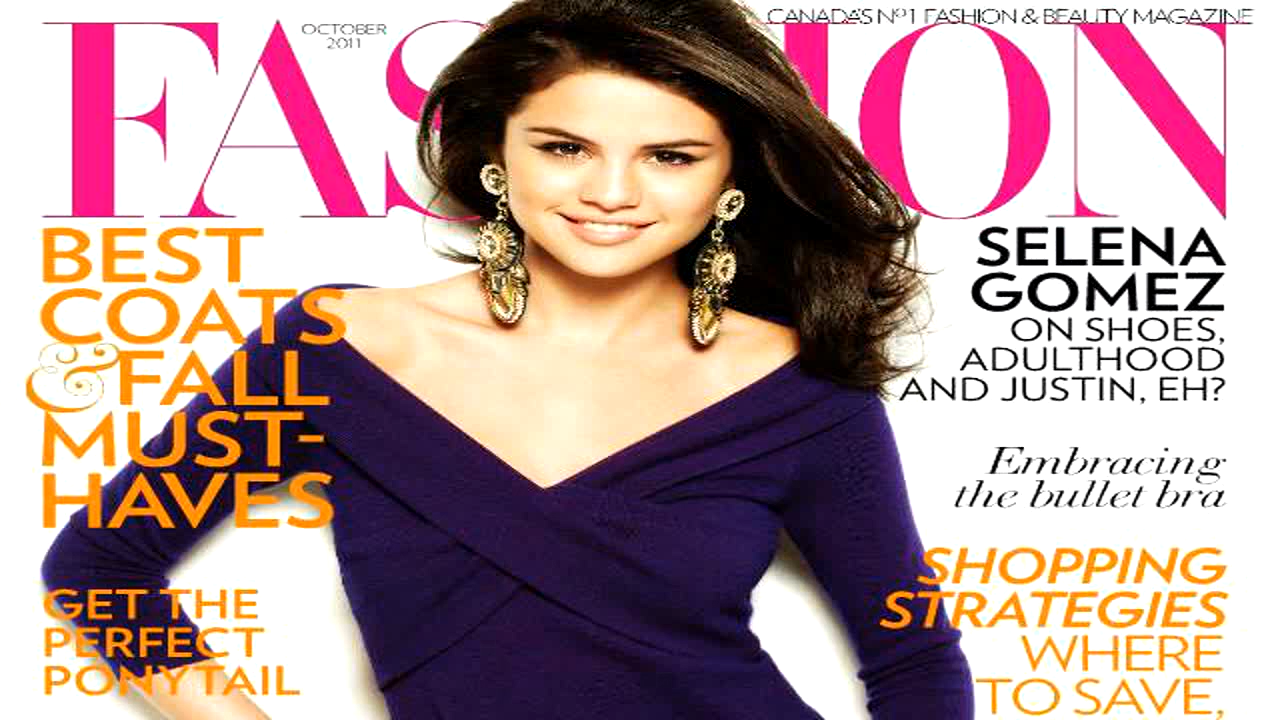 CANADA'S Nº1 FASHION & BEAUTY MAGAZINE
OCTOBER
2011
FASHION
BEST
COATS
& FALL
MUST-
HAVES
GET THE
PERFECT
PONYTAIL
SELENA
GOMEZ
ON SHOES,
ADULTHOOD
AND JUSTIN, EH?
Embracing
the bullet bra
SHOPPING
STRATEGIES
WHERE
TO SAVE,